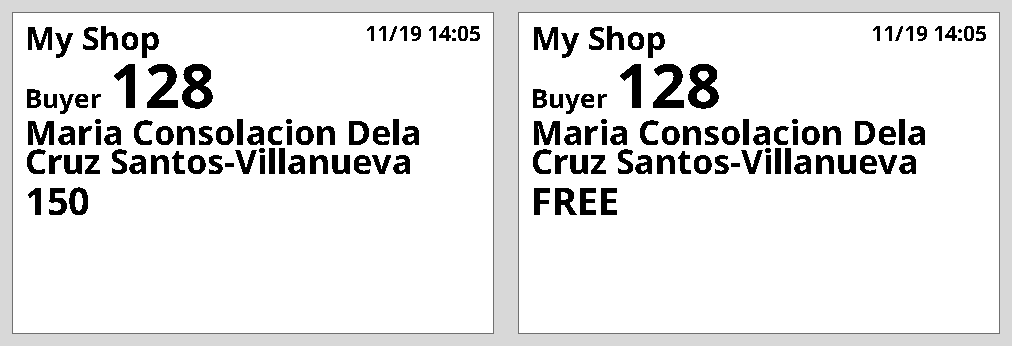 My Shop 11/19 14:05
Buyer 128
Maria Consolacion Dela
Cruz Santos-Villanueva
150
My Shop 11/19 14:05
Buyer 128
Maria Consolacion Dela
Cruz Santos-Villanueva
FREE